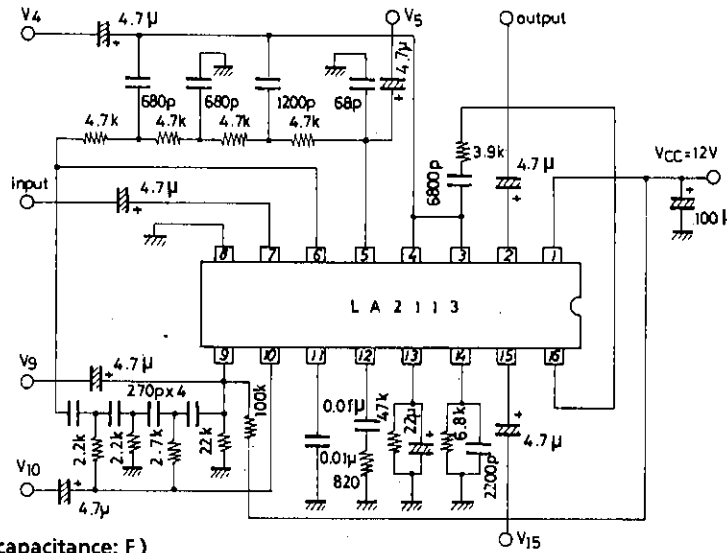 V4 4.7μ V5 output
4.7μ
680p 680p 1200p 68p
4.7k 4.7k 4.7k 4.7k 3.9k
VCC=12V
input 4.7μ 6800p 4.7μ
100μ
8 7 6 5 4 3 2 1
LA2113
9 10 11 12 13 14 15 16
V9 4.7μ
270p×4 100k
0.01μ 47k 22μ 6.8k
2.2k 2.2k 2.7k 22k
0.01μ 820 2200p 4.7μ
V10 4.7μ
V15
capacitance: F)